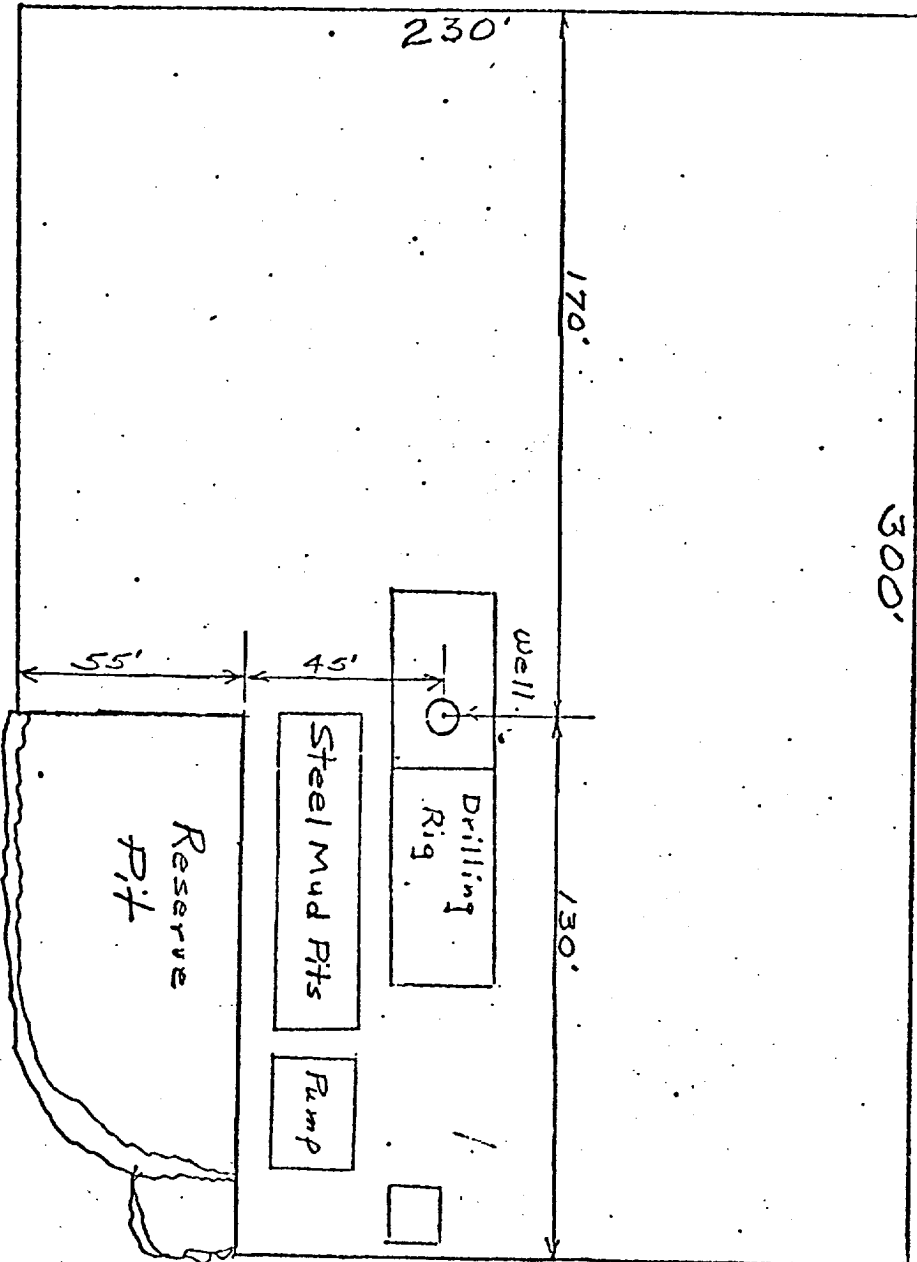 230'
170'
300'
well.
55'
45'
Drilling
Rig.
Steel Mud Pits
130'
Reserve
Pit
Pump